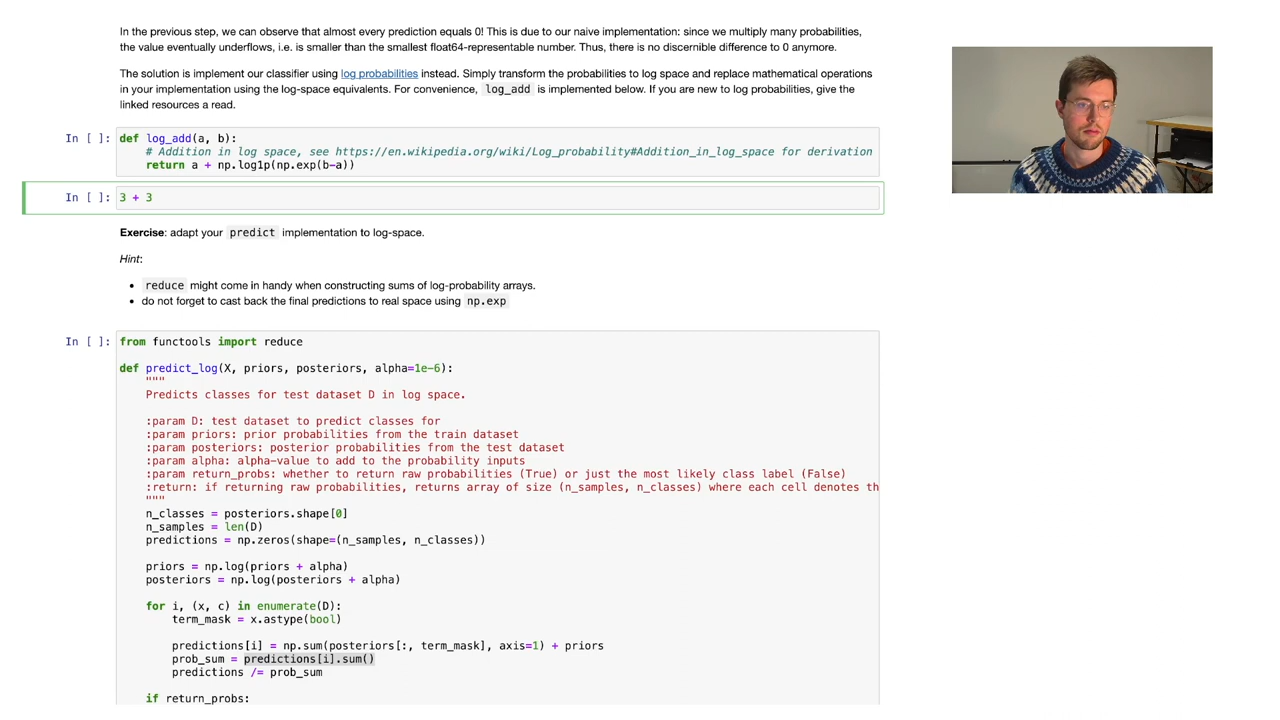 In the previous step, we can observe that almost every prediction equals 0! This is due to our naive implementation: since we multiply many probabilities,
the value eventually underflows, i.e. is smaller than the smallest float64-representable number. Thus, there is no discernible difference to 0 anymore.
The solution is implement our classifier using log probabilities instead. Simply transform the probabilities to log space and replace mathematical operations
in your implementation using the log-space equivalents. For convenience, log_add is implemented below. If you are new to log probabilities, give the
linked resources a read.
In [ ]: def log_add(a, b):
# Addition in log space, see https://en.wikipedia.org/wiki/Log_probability#Addition_in_log_space for derivation
return a + np.log1p(np.exp(b-a))
In [ ]: 3 + 3
Exercise: adapt your predict implementation to log-space.
Hint:
• reduce might come in handy when constructing sums of log-probability arrays.
• do not forget to cast back the final predictions to real space using np.exp
In [ ]: from functools import reduce
def predict_log(X, priors, posteriors, alpha=1e-6):
"""
Predicts classes for test dataset D in log space.
:param D: test dataset to predict classes for
:param priors: prior probabilities from the train dataset
:param posteriors: posterior probabilities from the test dataset
:param alpha: alpha-value to add to the probability inputs
:param return_probs: whether to return raw probabilities (True) or just the most likely class label (False)
:return: if returning raw probabilities, returns array of size (n_samples, n_classes) where each cell denotes th
"""
n_classes = posteriors.shape[0]
n_samples = len(D)
predictions = np.zeros(shape=(n_samples, n_classes))
priors = np.log(priors + alpha)
posteriors = np.log(posteriors + alpha)
for i, (x, c) in enumerate(D):
term_mask = x.astype(bool)
predictions[i] = np.sum(posteriors[:, term_mask], axis=1) + priors
prob_sum = predictions[i].sum()
predictions /= prob_sum
if return_probs: